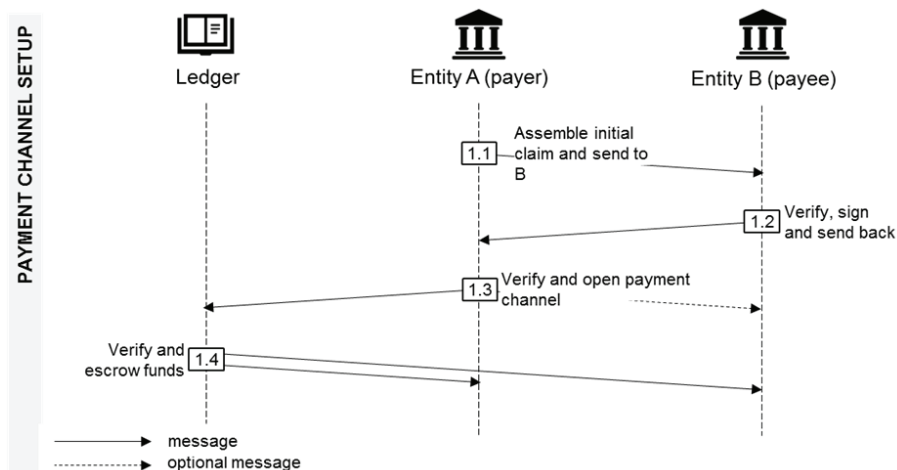 PAYMENT CHANNEL SETUP
Ledger
Entity A (payer)
Entity B (payee)
1.1
Assemble initial
claim and send to
B
1.2
Verify, sign
and send back
1.3
Verify and open payment
channel
Verify and
escrow funds
1.4
message
optional message